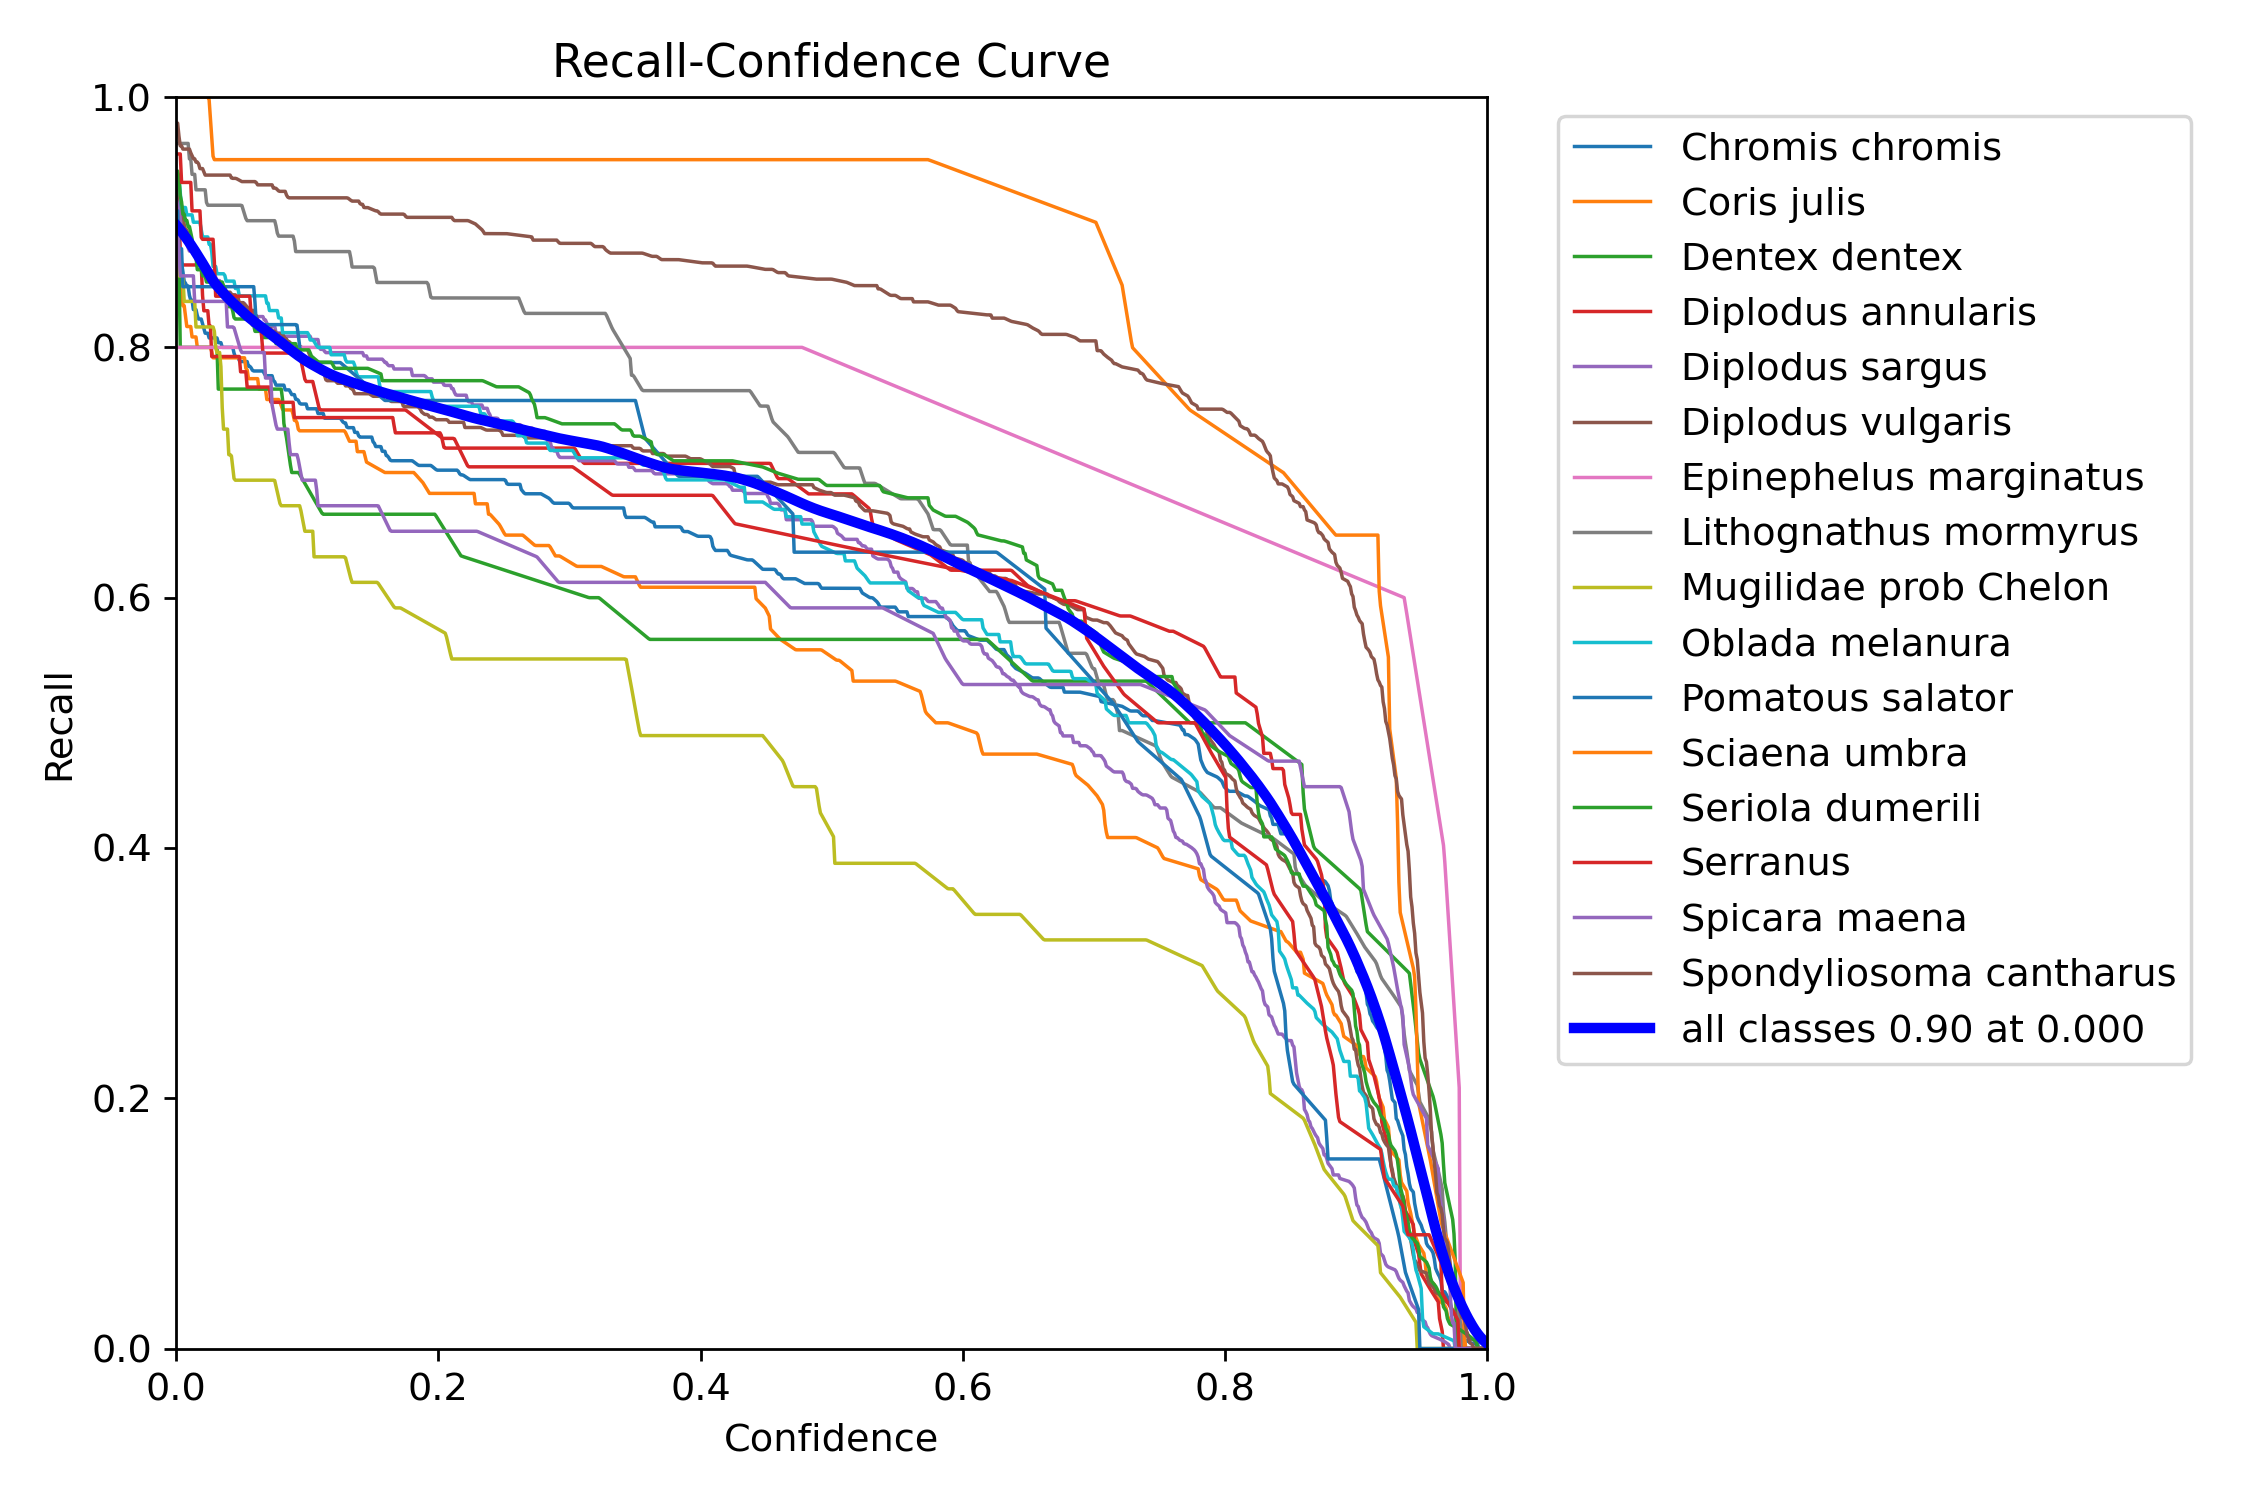 Recall-Confidence Curve
1.0
0.8
0.6
0.4
0.2
0.0
Recall
0.0 0.2 0.4 0.6 0.8 1.0
Confidence
Chromis chromis
Coris julis
Dentex dentex
Diplodus annularis
Diplodus sargus
Diplodus vulgaris
Epinephelus marginatus
Lithognathus mormyrus
Mugilidae prob Chelon
Oblada melanura
Pomatous salator
Sciaena umbra
Seriola dumerili
Serranus
Spicara maena
Spondyliosoma cantharus
all classes 0.90 at 0.000